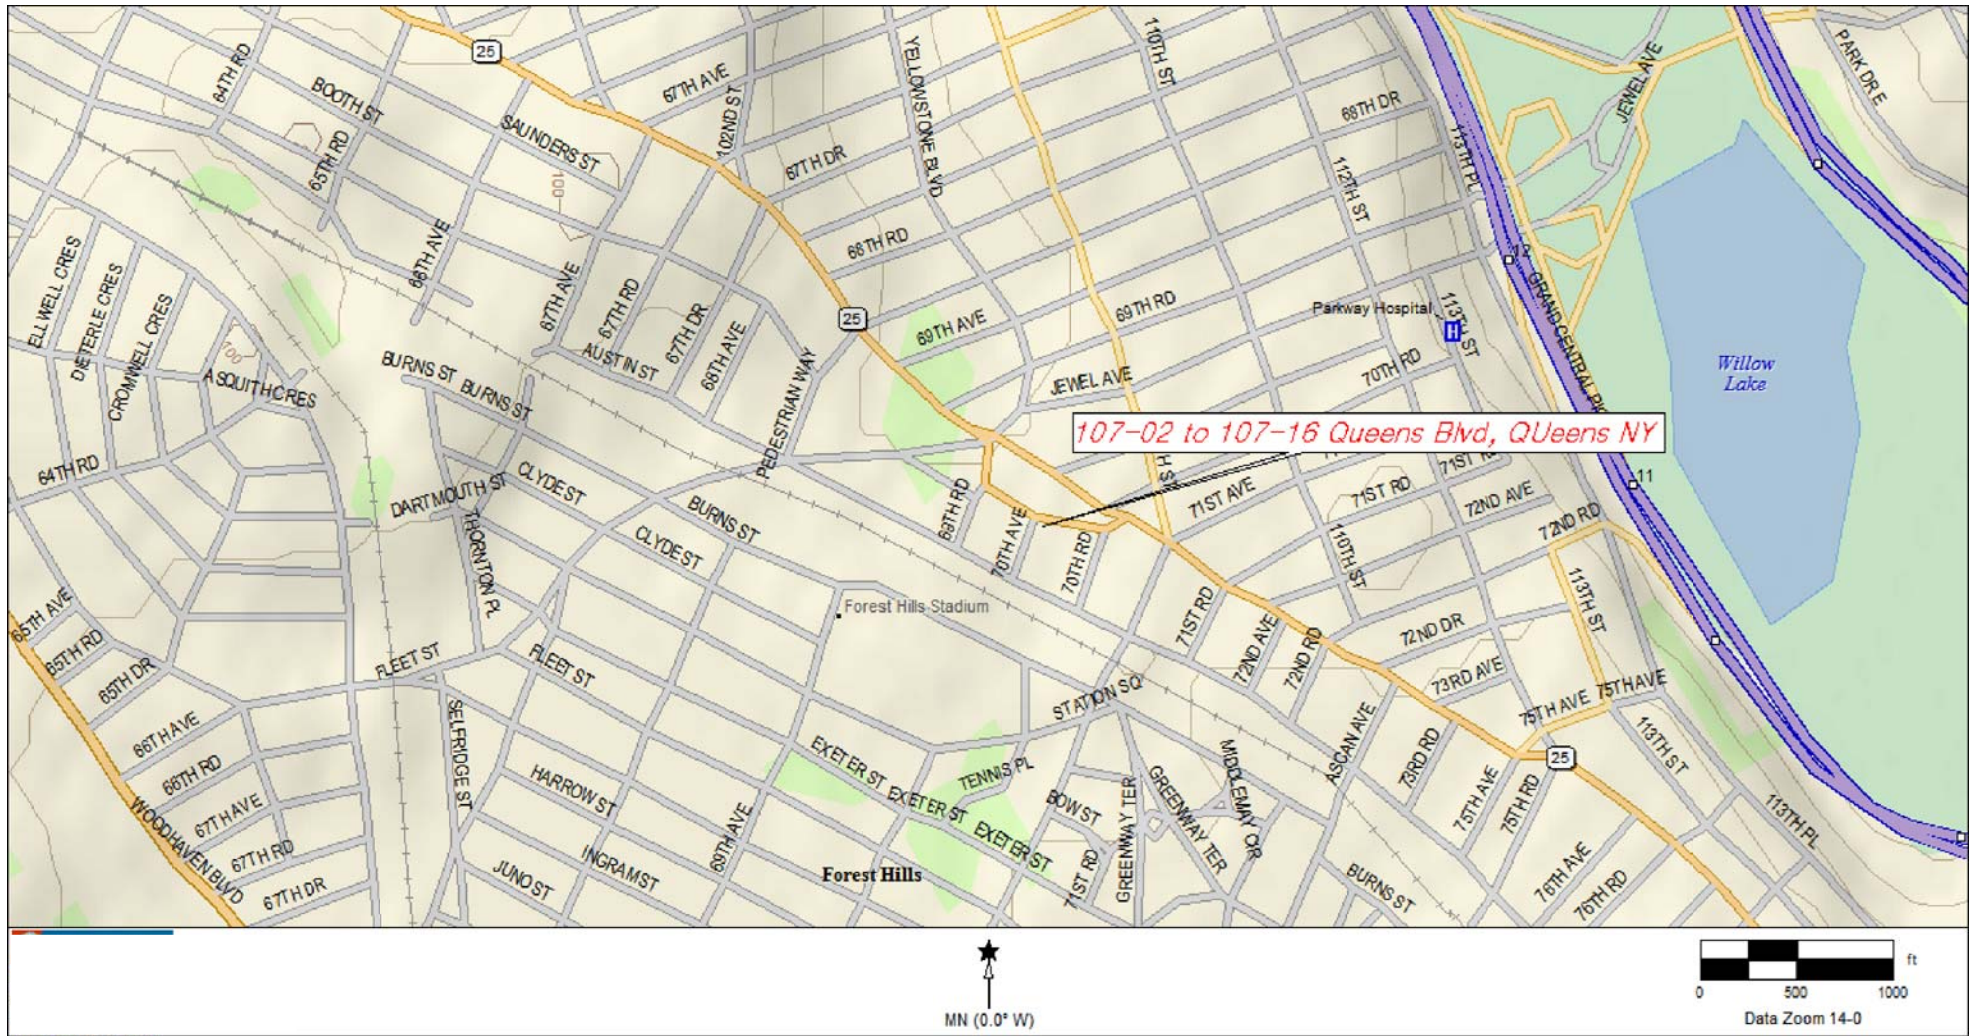 25
64TH RD
BOOTH ST
65TH RD
SAUNDERS ST
100
67TH AVE
102ND ST
67TH DR
YELLOWSTONE BLVD
110TH ST
68TH DR
112TH ST
113TH PL
JEWEL AVE
PARK DR E
68TH RD
66TH AVE
67TH AVE
67TH RD
67TH DR
68TH AVE
AUSTIN ST
25
69TH AVE
69TH RD
JEWEL AVE
Parkway Hospital
H
113TH ST
70TH RD
12
GRAND CENTRAL PK
Willow
Lake
ELLWELL CRES
DIETERLE CRES
CROMWELL CRES
100
ASQUITH CRES
BURNS ST
BURNS ST
PEDESTRIAN WAY
107-02 to 107-16 Queens Blvd, QUeens NY
64TH RD
DARTMOUTH ST
CLYDE ST
BURNS ST
CLYDE ST
THORNTON PL
69TH RD
70TH AVE
70TH RD
H ST
71ST AVE
71ST RD
71ST R
72ND AVE
72ND RD
11
110TH ST
113TH ST
72ND DR
Forest Hills Stadium
71ST RD
72ND AVE
72ND RD
65TH AVE
65TH RD
65TH DR
FLEET ST
FLEET ST
STATION SQ
73RD AVE
75TH AVE
75TH AVE
66TH AVE
66TH RD
67TH AVE
67TH RD
67TH DR
WOODHAVEN BLVD
SELFRIDGE ST
HARROW ST
JUNO ST
INGRAM ST
69TH AVE
EXETER ST
EXETER ST
EXETER ST
TENNIS PL
BOW ST
71ST RD
GREENWAY TER
GREENWAY TER
MIDDLEMAY CIR
ASCAN AVE
73RD RD
75TH AVE
75TH RD
25
113TH ST
113TH PL
76TH AVE
76TH RD
BURNS ST
Forest Hills
MN (0.0° W)
ft
0 500 1000
Data Zoom 14-0